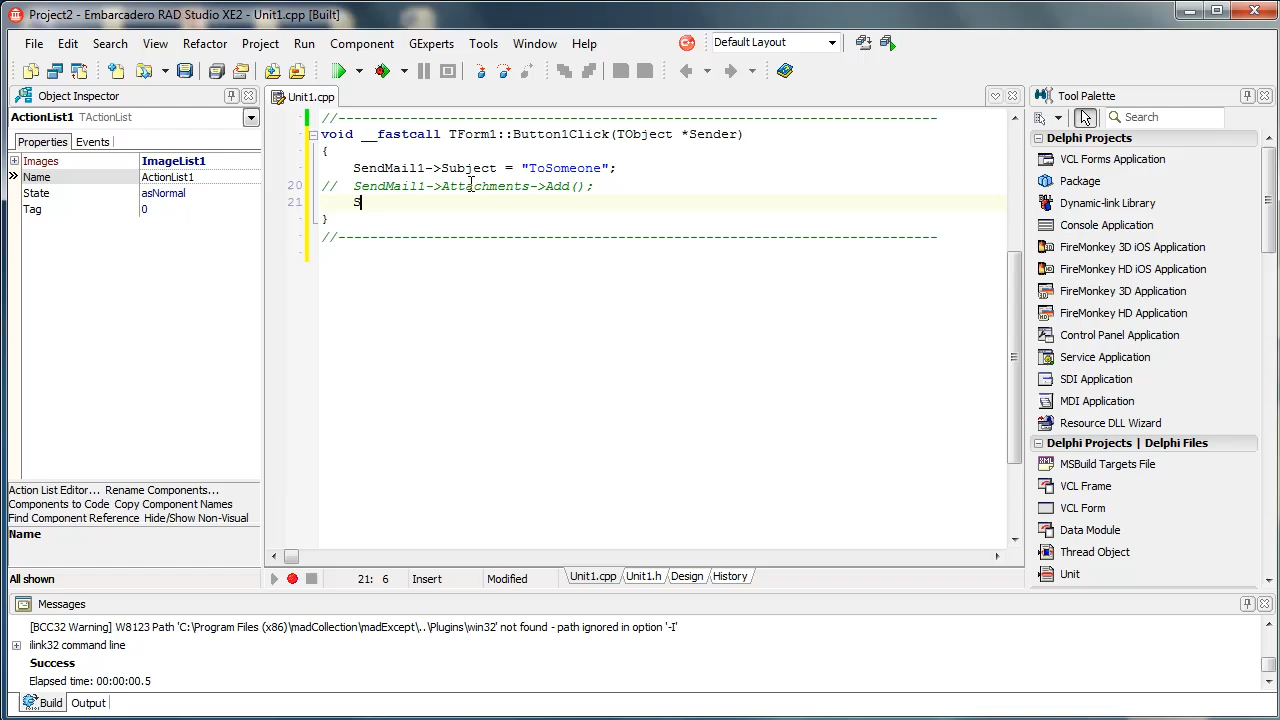 Project2 - Embarcadero RAD Studio XE2 - Unit1.cpp [Built]
File Edit Search View Refactor Project Run Component GExperts Tools Window Help
Default Layout
Object Inspector
ActionList1 TActionList
Properties Events
Images ImageList1
Name ActionList1
State asNormal
Tag 0
Action List Editor... Rename Components...
Components to Code Copy Component Names
Find Component Reference Hide/Show Non-Visual
Name
All shown
Unit1.cpp
//---------------------------------------------------------------------------
void __fastcall TForm1::Button1Click(TObject *Sender)
{
SendMail1->Subject = "ToSomeone";
20 // SendMail1->Attachments->Add();
21 S
}
//---------------------------------------------------------------------------
21: 6 Insert Modified Unit1.cpp Unit1.h Design History
Tool Palette
Search
Delphi Projects
VCL Forms Application
Package
Dynamic-link Library
Console Application
FireMonkey 3D iOS Application
FireMonkey HD iOS Application
FireMonkey 3D Application
FireMonkey HD Application
Control Panel Application
Service Application
SDI Application
MDI Application
Resource DLL Wizard
Delphi Projects | Delphi Files
MSBuild Targets File
VCL Frame
VCL Form
Data Module
Thread Object
Unit
Messages
[BCC32 Warning] W8123 Path 'C:\Program Files (x86)\madCollection\madExcept\..\Plugins\win32' not found - path ignored in option '-I'
ilink32 command line
Success
Elapsed time: 00:00:00.5
Build Output